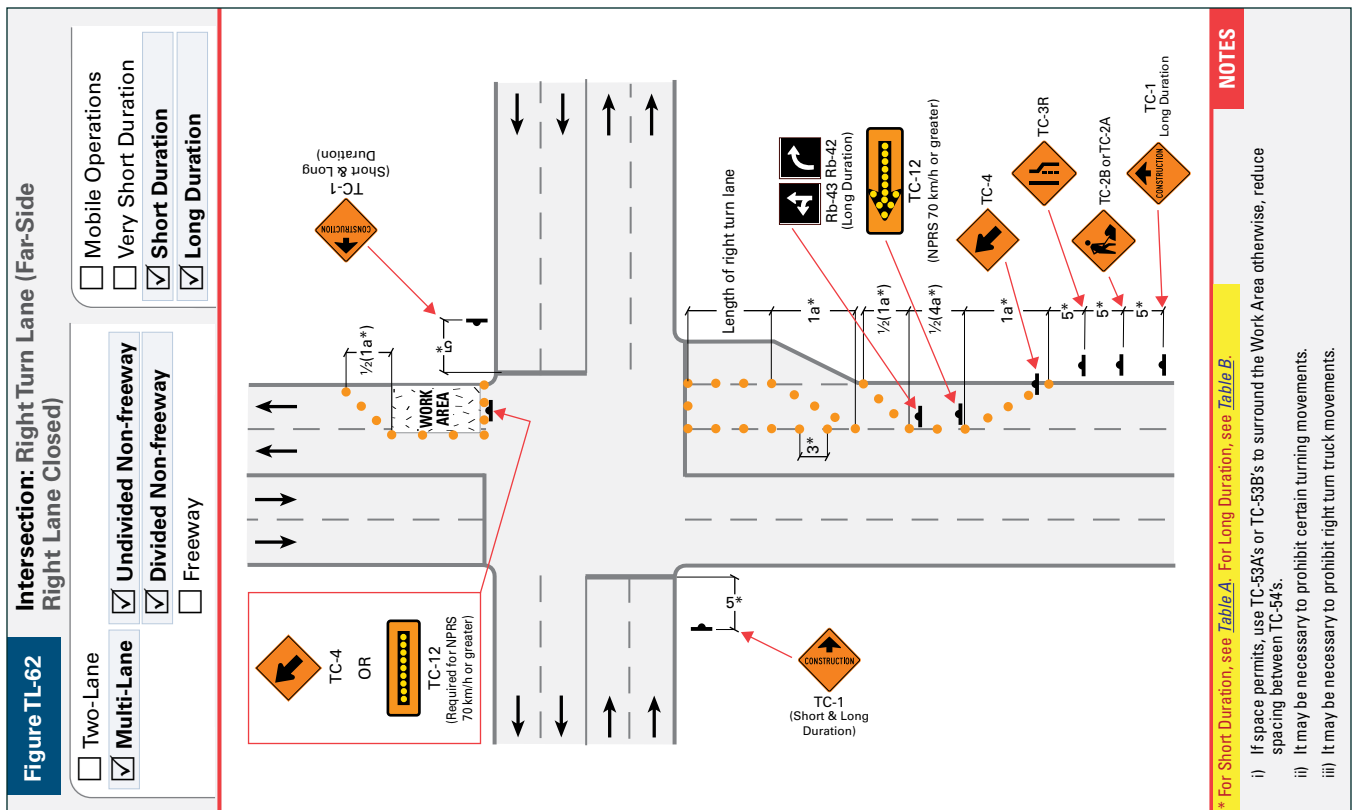 Figure TL-62
Intersection: Right Turn Lane (Far-Side
Right Lane Closed)
Two-Lane
Multi-Lane
Undivided Non-freeway
Divided Non-freeway
Freeway
Mobile Operations
Very Short Duration
Short Duration
Long Duration
TC-4
OR
TC-12
(Required for NPRS
70 km/h or greater)
½(1a*)
WORK
AREA
5*
CONSTRUCTION
TC-1
(Short & Long
Duration)
5*
CONSTRUCTION
TC-1
(Short & Long
Duration)
Length of right turn lane
1a*
½(1a*)
½(4a*)
1a*
5*
5*
5*
3*
Rb-43 Rb-42
(Long Duration)
TC-12
(NPRS 70 km/h or greater)
TC-4
TC-3R
TC-2B or TC-2A
CONSTRUCTION
TC-1
Long Duration
NOTES
* For Short Duration, see Table A. For Long Duration, see Table B.
i) If space permits, use TC-53A's or TC-53B's to surround the Work Area otherwise, reduce
spacing between TC-54's.
ii) It may be necessary to prohibit certain turning movements.
iii) It may be necessary to prohibit right turn truck movements.